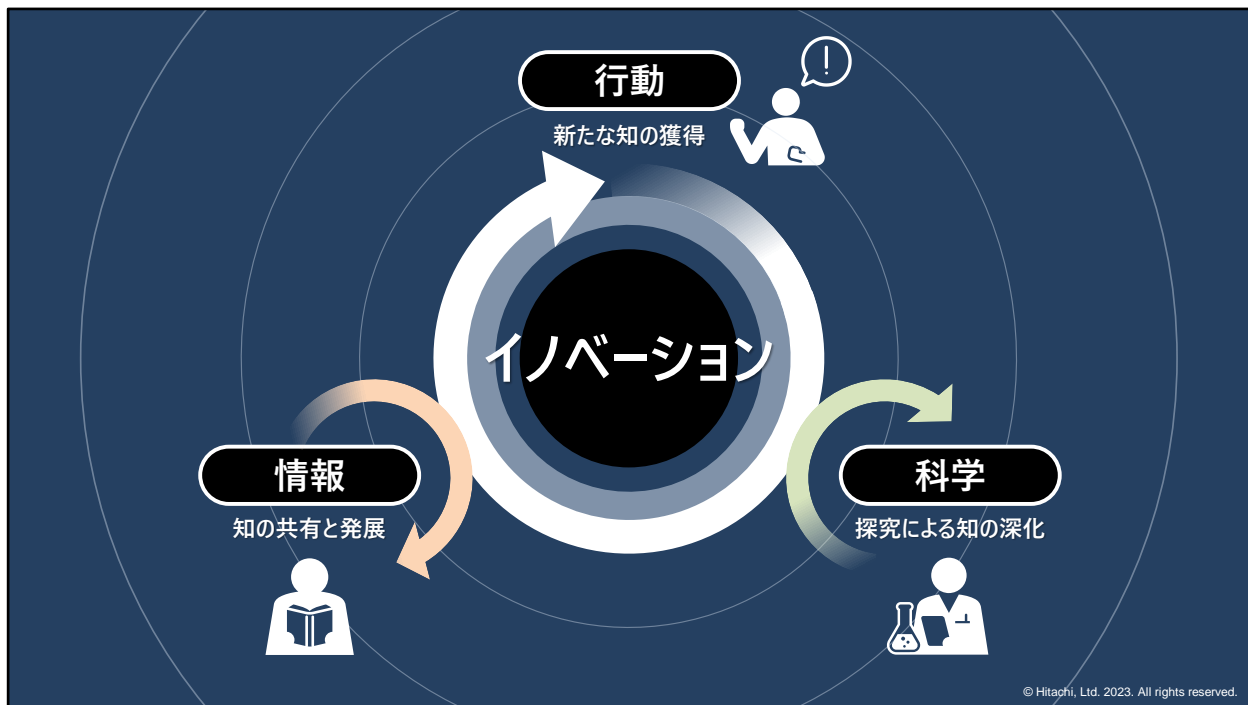 行動
新たな知の獲得
イノベーション
情報
知の共有と発展
科学
探究による知の深化
© Hitachi, Ltd. 2023. All rights reserved.